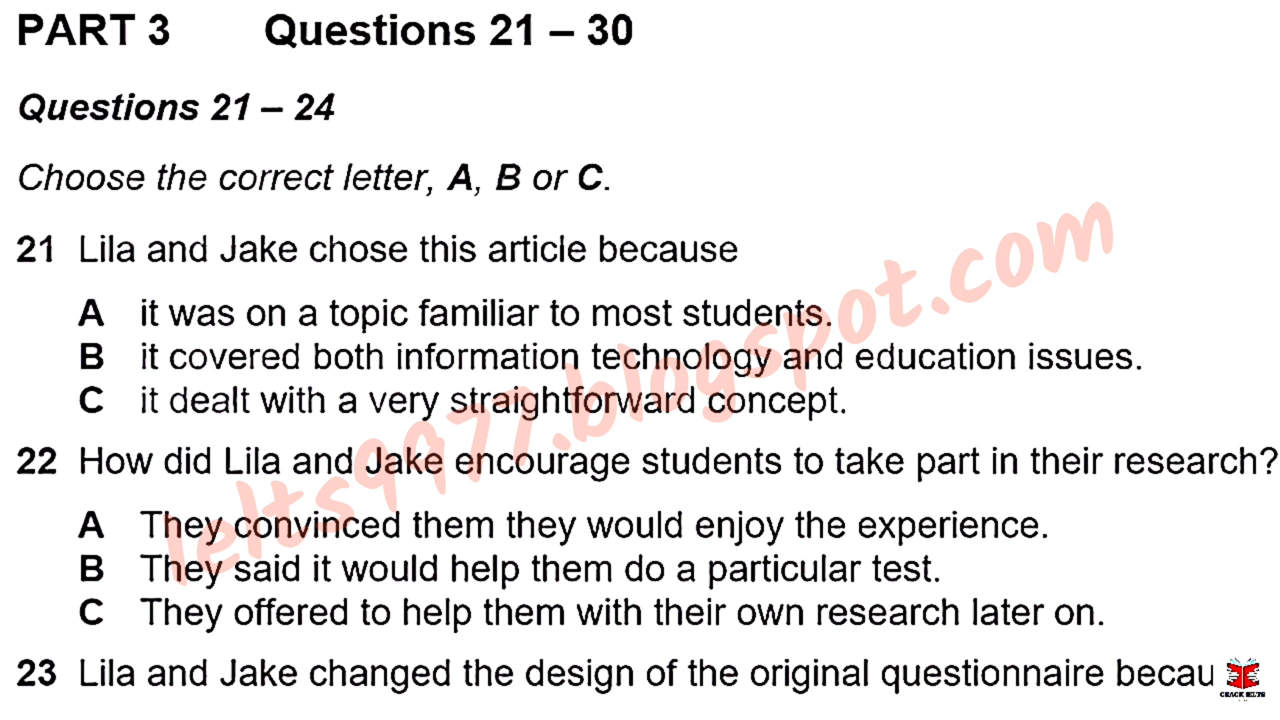 PART 3 Questions 21 – 30
Questions 21 – 24
Choose the correct letter, A, B or C.
21 Lila and Jake chose this article because
A it was on a topic familiar to most students.
B it covered both information technology and education issues.
C it dealt with a very straightforward concept.
Ielts9977.blogspot.com
22 How did Lila and Jake encourage students to take part in their research?
A They convinced them they would enjoy the experience.
B They said it would help them do a particular test.
C They offered to help them with their own research later on.
23 Lila and Jake changed the design of the original questionnaire becau
CRACK IELTS